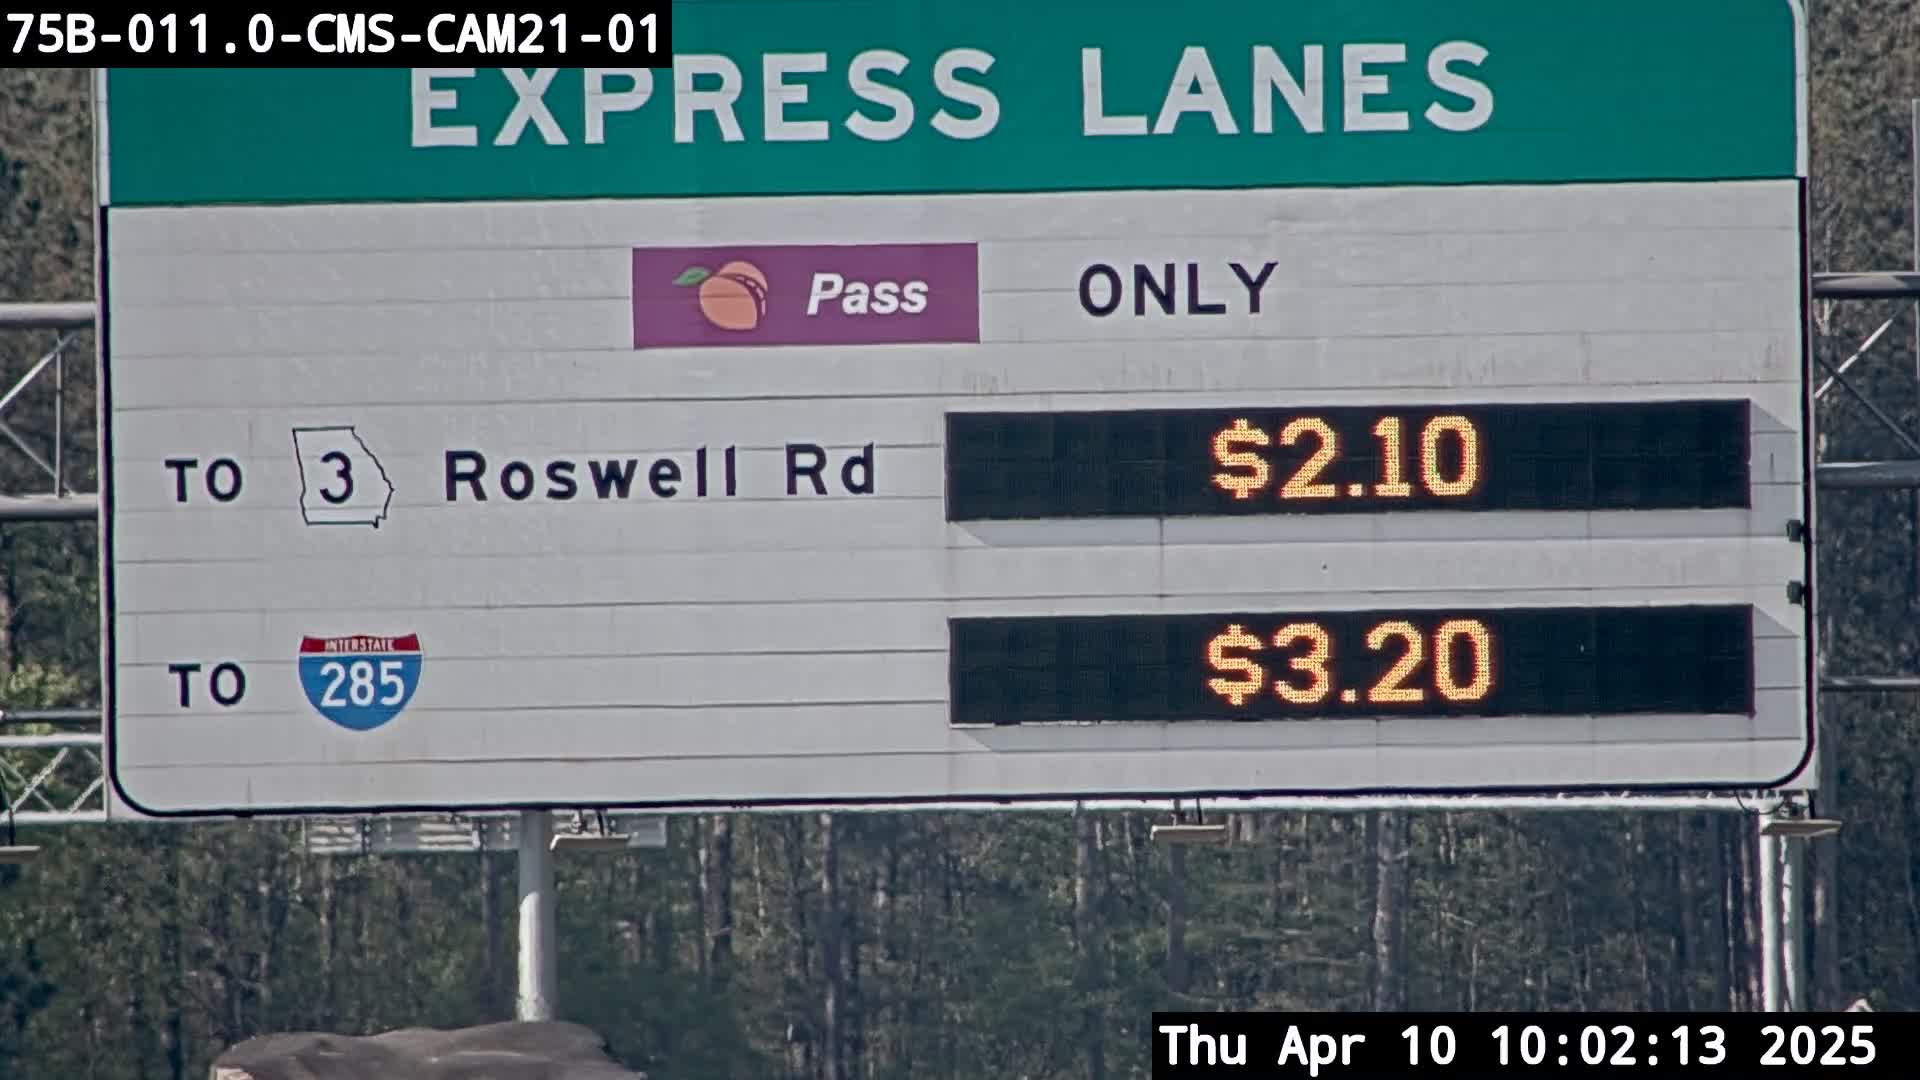 75B-011.0-CMS-CAM21-01
EXPRESS LANES
Pass ONLY
TO 3 Roswell Rd $2.10
INTERSTATE
TO 285 $3.20
Thu Apr 10 10:02:13 2025